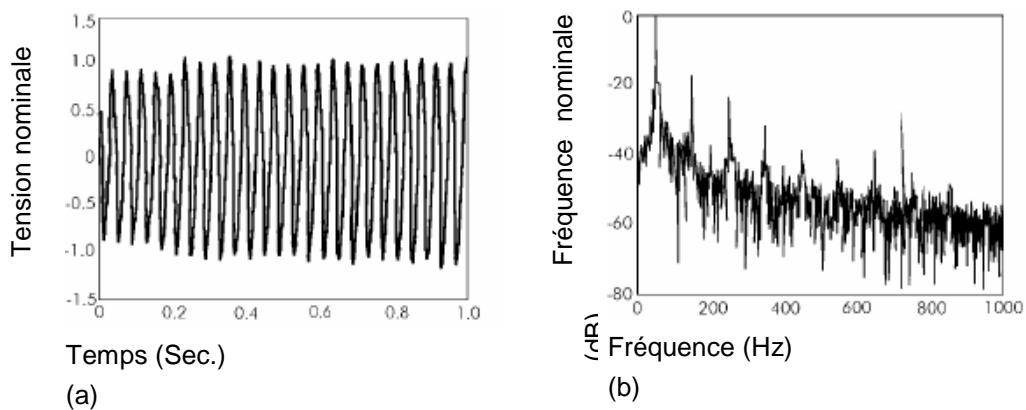 Tension nominale
1.5
1.0
0.5
0
-0.5
-1.0
-1.5
0 0.2 0.4 0.6 0.8 1.0
Temps (Sec.)
(a)
Fréquence nominale
(dB)
0
-20
-40
-60
-80
0 200 400 600 800 1000
Fréquence (Hz)
(b)